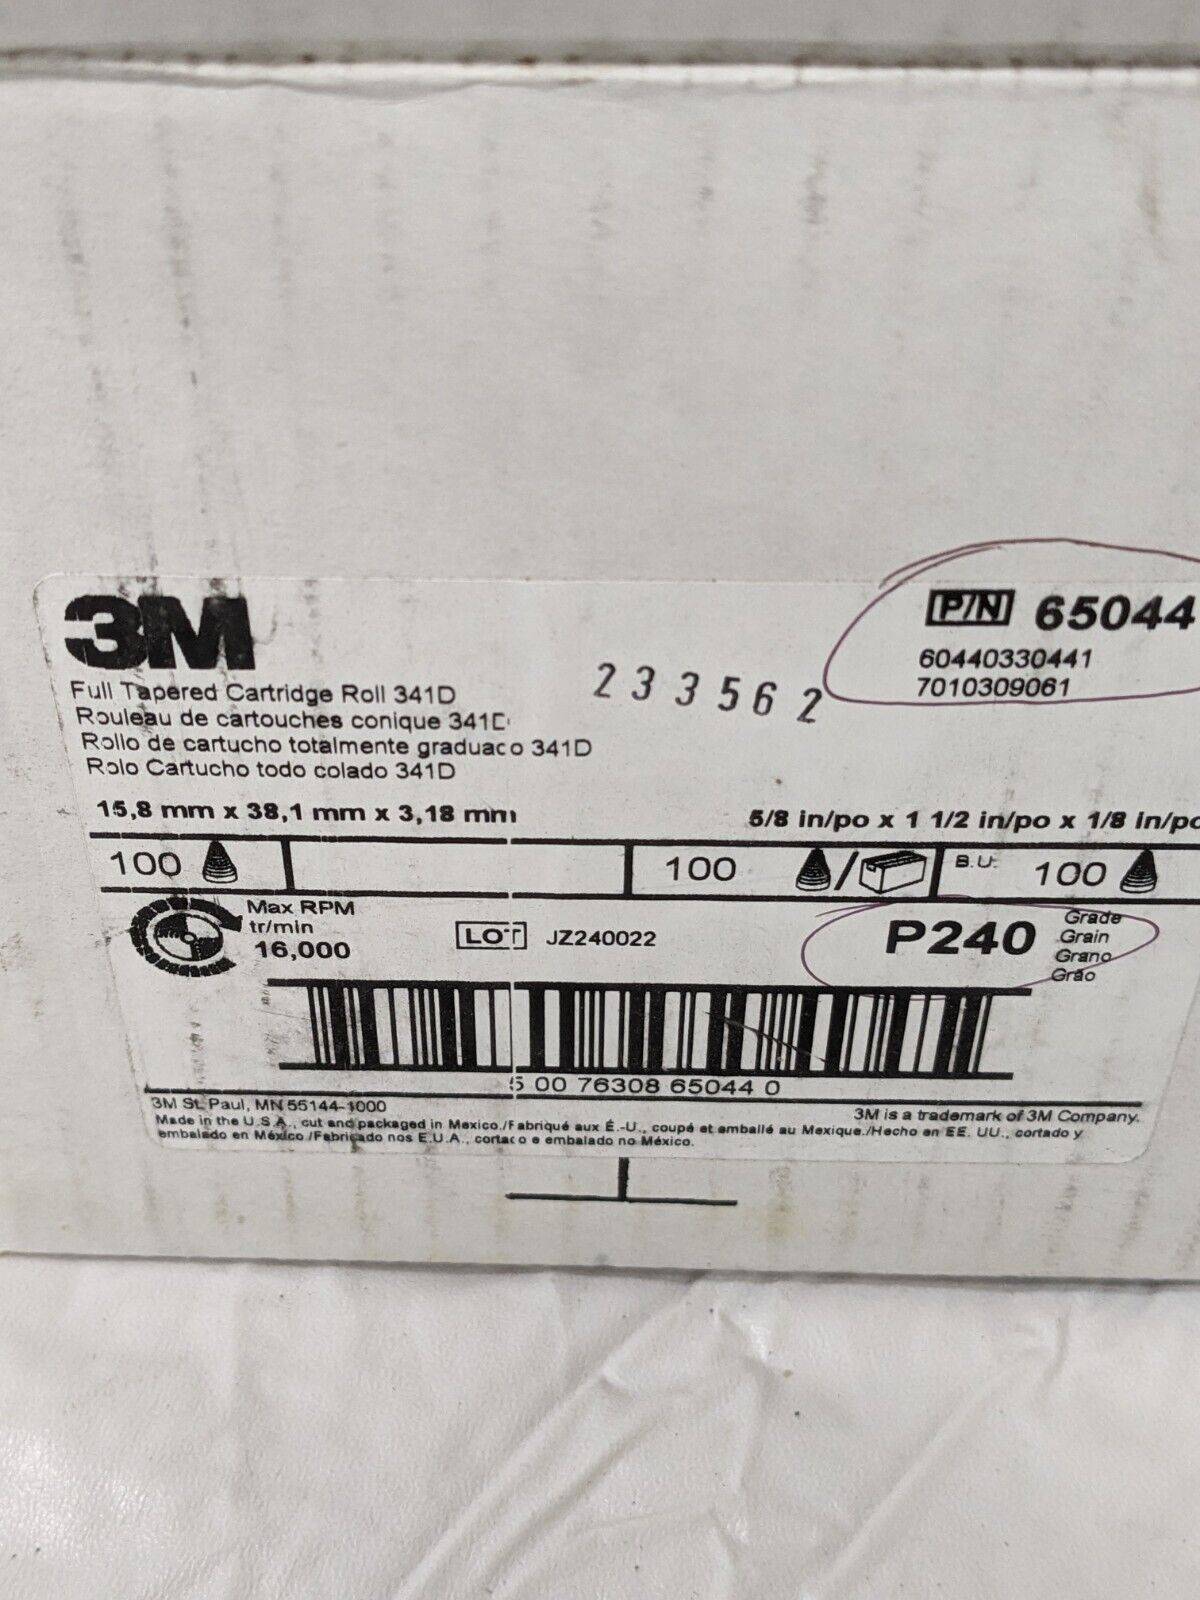 3M
P/N 65044
60440330441
7010309061
233562
Full Tapered Cartridge Roll 341D
Rouleau de cartouches conique 341D
Rollo de cartucho totalmente graduaco 341D
Rolo Cartucho todo colado 341D
15,8 mm x 38,1 mm x 3,18 mm
5/8 in/po x 1 1/2 in/po x 1/8 in/po
100
100 /
B.U. 100
Max RPM
tr/min
16,000
LOT JZ240022
P240
Grade
Grain
Grano
Grão
5 00 76308 65044 0
3M St. Paul, MN 55144-1000
3M is a trademark of 3M Company.
Made in the U.S.A., cut and packaged in Mexico./Fabriqué aux É.-U., coupé et emballé au Mexique./Hecho en EE. UU., cortado y
embalado en México./Fabricado nos E.U.A., cortado e embalado no México.